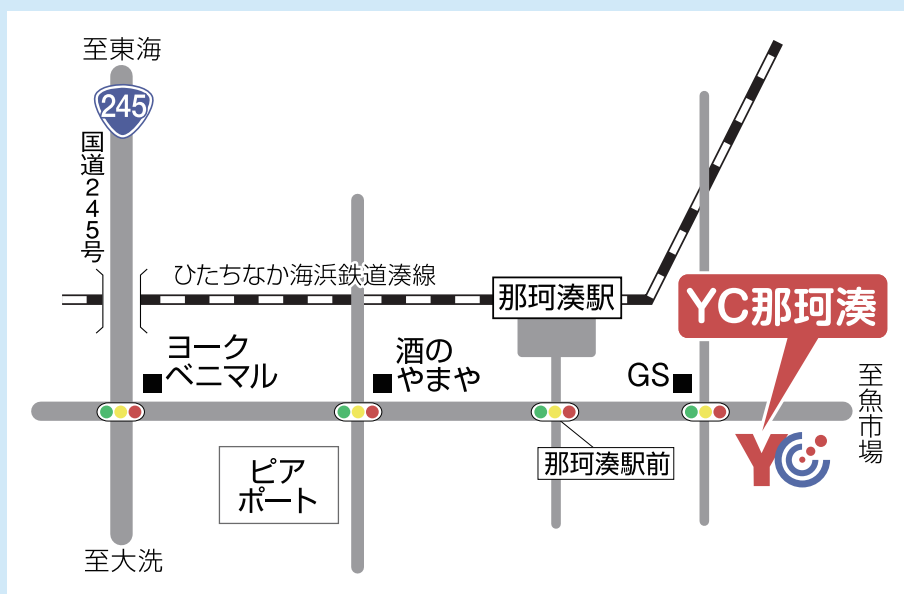 至東海
245
国道245号
ひたちなか海浜鉄道湊線
那珂湊駅
YC那珂湊
ヨーク
ベニマル
酒の
やまや
GS
至魚市場
ピア
ポート
那珂湊駅前
YC
至大洗